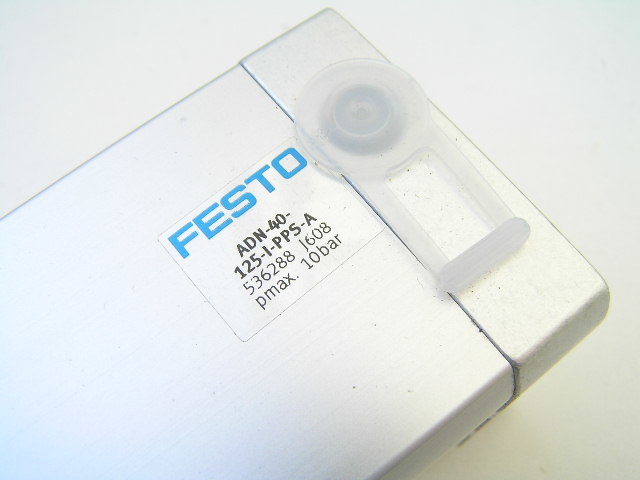 FESTO
ADN-40-
125-I-PPS-A
536288 J608
pmax. 10bar